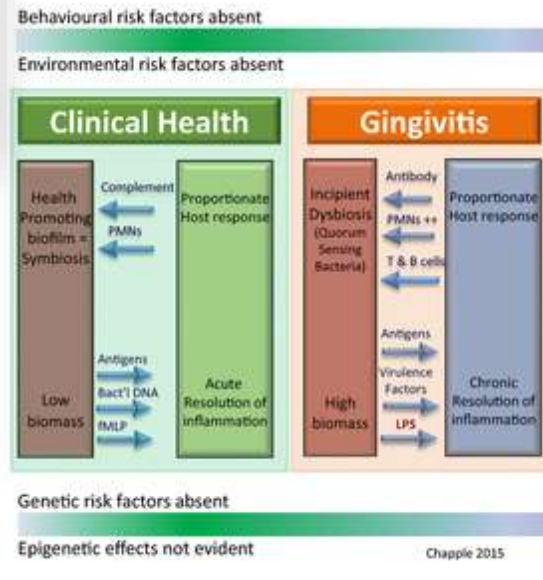 Behavioural risk factors absent
Environmental risk factors absent
Clinical Health
Health
Promoting
biofilm =
Symbiosis
Low
biomass
Complement
PMNs
Antigens
Bact'l DNA
fMLP
Proportionate
Host response
Acute
Resolution of
inflammation
Gingivitis
Incipient
Dysbiosis
(Quorum
Sensing
Bacteria)
High
biomass
Antibody
PMNs ++
T & B cells
Antigens
Virulence
Factors
LPS
Proportionate
Host response
Chronic
Resolution of
inflammation
Genetic risk factors absent
Epigenetic effects not evident
Chapple 2015